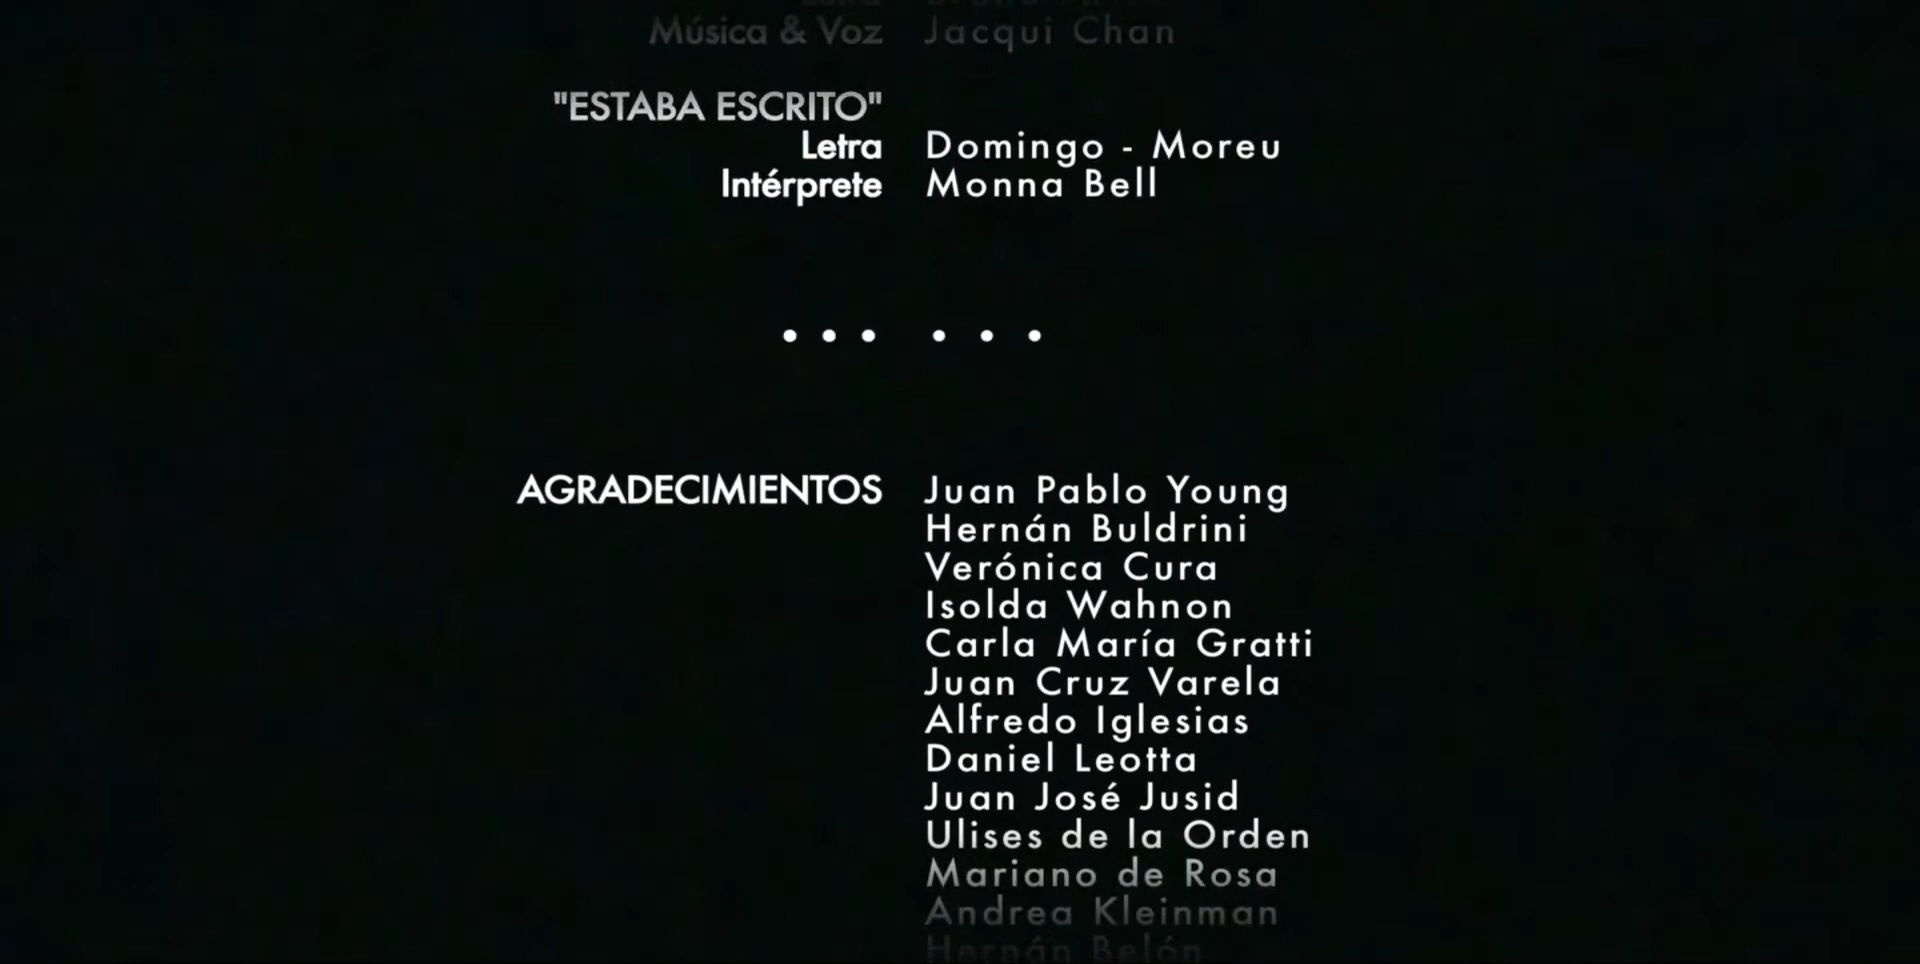 Música & Voz Jacqui Chan
"ESTABA ESCRITO"
Letra Domingo - Moreu
Intérprete Monna Bell
• • • • • •
AGRADECIMIENTOS Juan Pablo Young
Hernán Buldrini
Verónica Cura
Isolda Wahnon
Carla María Gratti
Juan Cruz Varela
Alfredo Iglesias
Daniel Leotta
Juan José Jusid
Ulises de la Orden
Mariano de Rosa
Andrea Kleinman
Hernán Belón